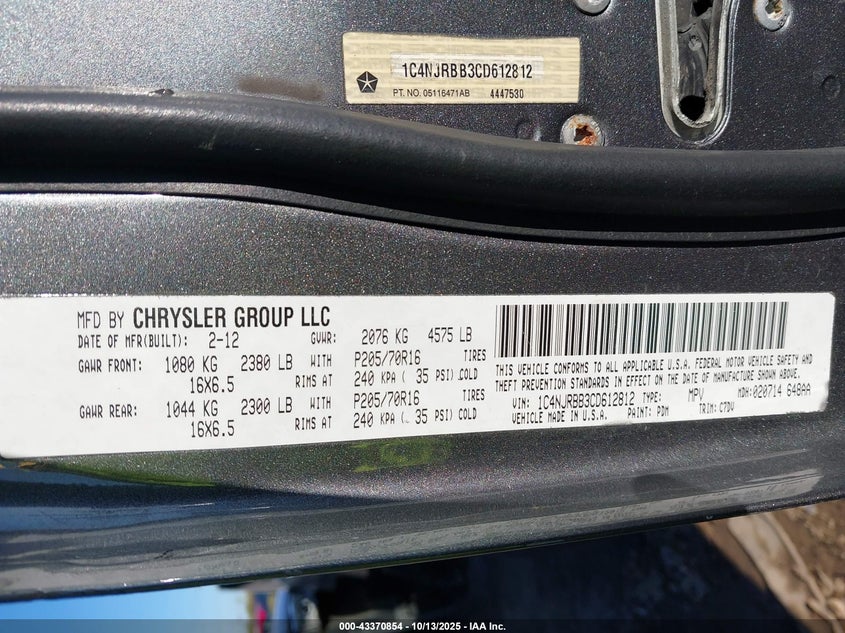 1C4NJRBB3CD612812
PT. NO. 05116471AB 4447530
MFD BY CHRYSLER GROUP LLC
DATE OF MFR(BUILT): 2-12 GVWR: 2076 KG 4575 LB
GAWR FRONT: 1080 KG 2380 LB WITH P205/70R16 TIRES
16X6.5 RIMS AT 240 KPA ( 35 PSI) COLD
GAWR REAR: 1044 KG 2300 LB WITH P205/70R16 TIRES
16X6.5 RIMS AT 240 KPA ( 35 PSI) COLD
THIS VEHICLE CONFORMS TO ALL APPLICABLE U.S.A. FEDERAL MOTOR VEHICLE SAFETY AND
THEFT PREVENTION STANDARDS IN EFFECT ON THE DATE OF MANUFACTURE SHOWN ABOVE.
VIN: 1C4NJRBB3CD612812 TYPE: MPV MDH:020714 648AA
VEHICLE MADE IN U.S.A. PAINT: PDM TRIM: C7DV
000-43370854 - 10/13/2025 - IAA Inc.